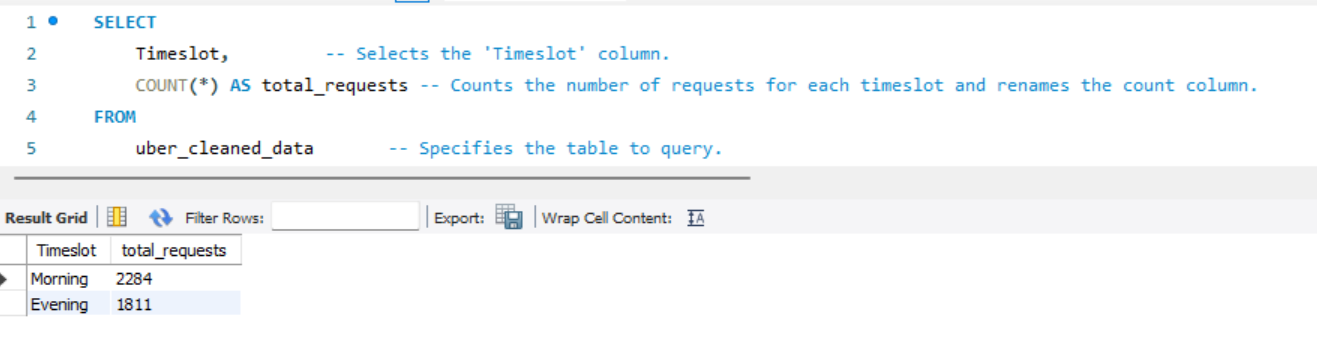 1 SELECT
2 Timeslot, -- Selects the 'Timeslot' column.
3 COUNT(*) AS total_requests -- Counts the number of requests for each timeslot and renames the count column.
4 FROM
5 uber_cleaned_data -- Specifies the table to query.
Result Grid Filter Rows: Export: Wrap Cell Content: IA
Timeslot total_requests
Morning 2284
Evening 1811